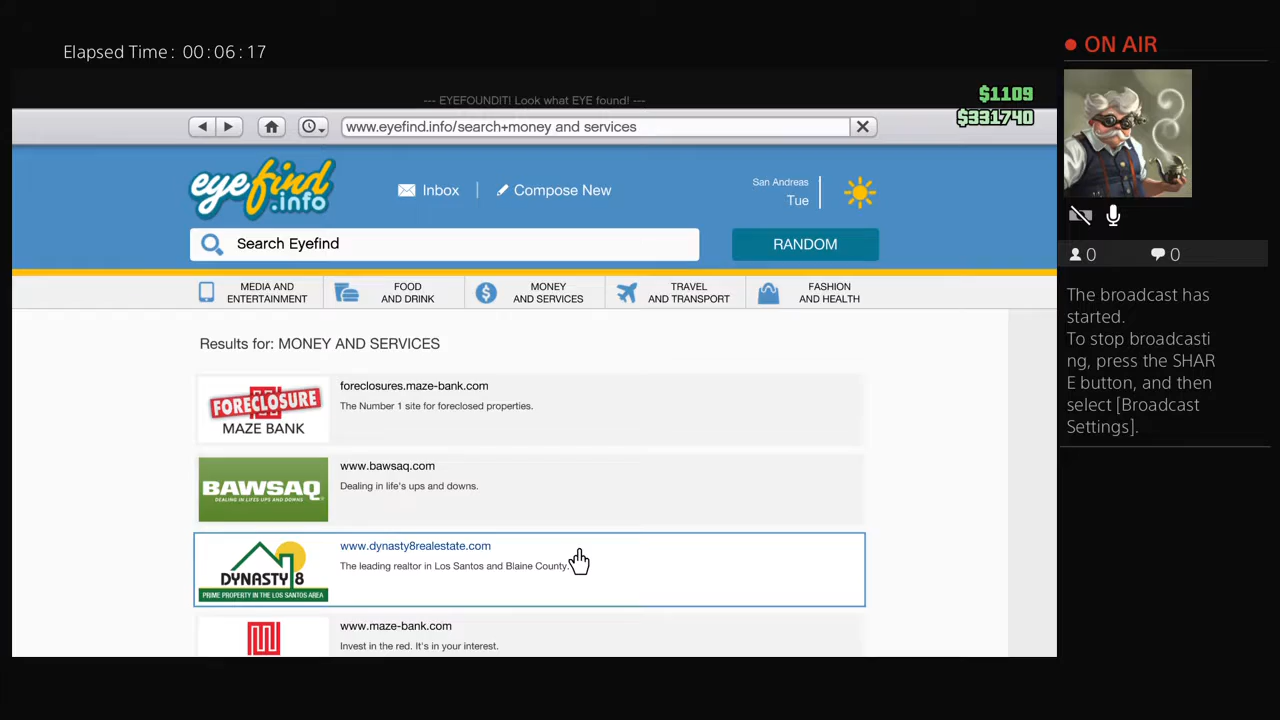 Elapsed Time: 00:06:17
ON AIR
--- EYEFOUNDIT! Look what EYE found! ---
$1109
$331740
www.eyefind.info/search+money and services
eyefind
.info
Inbox
Compose New
San Andreas
Tue
Search Eyefind
RANDOM
MEDIA AND
ENTERTAINMENT
FOOD
AND DRINK
MONEY
AND SERVICES
TRAVEL
AND TRANSPORT
FASHION
AND HEALTH
Results for: MONEY AND SERVICES
FORECLOSURE
MAZE BANK
foreclosures.maze-bank.com
The Number 1 site for foreclosed properties.
BAWSAQ
DEALING IN LIFE'S UPS AND DOWNS
www.bawsaq.com
Dealing in life's ups and downs.
DYNASTY 8
PRIME PROPERTY IN THE LOS SANTOS AREA
www.dynasty8realestate.com
The leading realtor in Los Santos and Blaine County.
www.maze-bank.com
Invest in the red. It's in your interest.
0
0
The broadcast has
started.
To stop broadcasti
ng, press the SHAR
E button, and then
select [Broadcast
Settings].